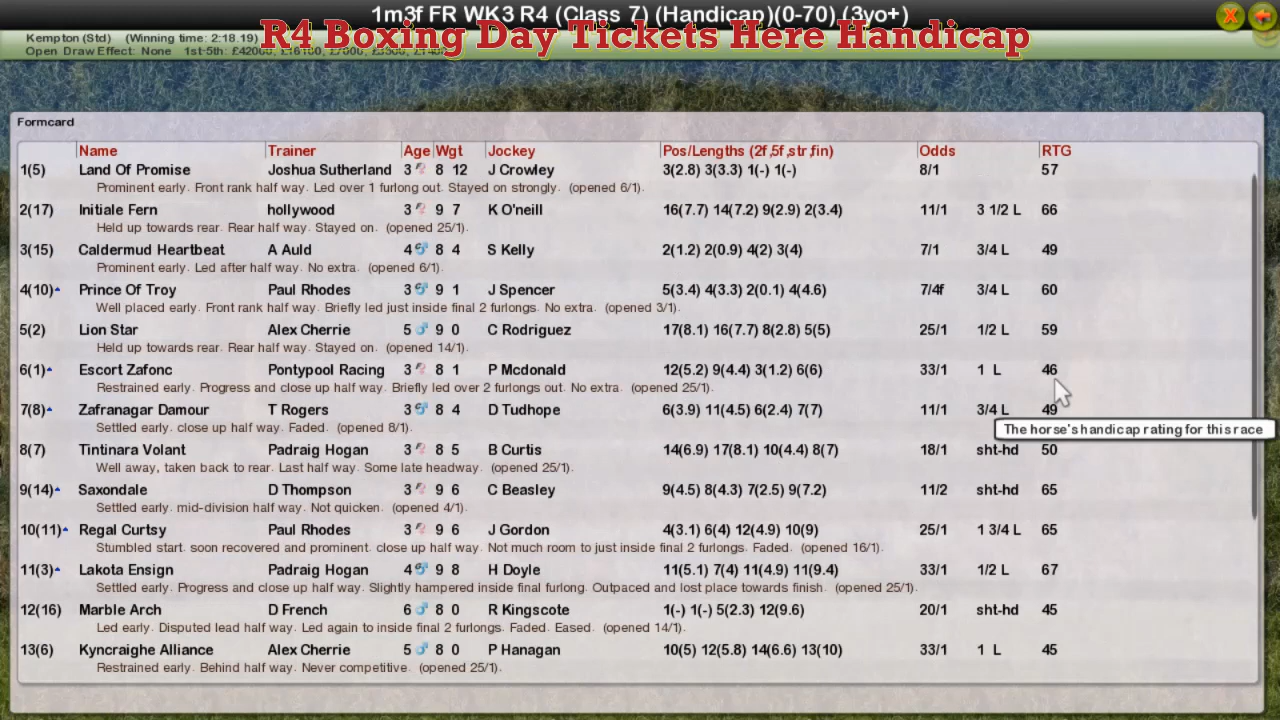 1m3f FR WK3 R4 (Class 7) (Handicap)(0-70) (3yo+)
R4 Boxing Day Tickets Here Handicap
Kempton (Std) (Winning time: 2:18.19)
Open Draw Effect: None 1st-5th: £42000,
Formcard
Name Trainer Age Wgt Jockey Pos/Lengths (2f,5f,str,fin) Odds RTG
1(5) Land Of Promise Joshua Sutherland 3 8 12 J Crowley 3(2.8) 3(3.3) 1(-) 1(-) 8/1 57
Prominent early. Front rank half way. Led over 1 furlong out. Stayed on strongly. (opened 6/1).
2(17) Initiale Fern hollywood 3 9 7 K O'neill 16(7.7) 14(7.2) 9(2.9) 2(3.4) 11/1 3 1/2 L 66
Held up towards rear. Rear half way. Stayed on. (opened 25/1).
3(15) Caldermud Heartbeat A Auld 4 8 4 S Kelly 2(1.2) 2(0.9) 4(2) 3(4) 7/1 3/4 L 49
Prominent early. Led after half way. No extra. (opened 6/1).
4(10) Prince Of Troy Paul Rhodes 3 9 1 J Spencer 5(3.4) 4(3.3) 2(0.1) 4(4.6) 7/4f 3/4 L 60
Well placed early. Front rank half way. Briefly led just inside final 2 furlongs. No extra. (opened 3/1).
5(2) Lion Star Alex Cherrie 5 9 0 C Rodriguez 17(8.1) 16(7.7) 8(2.8) 5(5) 25/1 1/2 L 59
Held up towards rear. Rear half way. Stayed on. (opened 14/1).
6(1) Escort Zafonc Pontypool Racing 3 8 1 P Mcdonald 12(5.2) 9(4.4) 3(1.2) 6(6) 33/1 1 L 46
Restrained early. Progress and close up half way. Briefly led over 2 furlongs out. No extra. (opened 25/1).
7(8) Zafranagar Damour T Rogers 3 8 4 D Tudhope 6(3.9) 11(4.5) 6(2.4) 7(7) 11/1 3/4 L 49
Settled early. close up half way. Faded. (opened 8/1).
The horse's handicap rating for this race
8(7) Tintinara Volant Padraig Hogan 3 8 5 B Curtis 14(6.9) 17(8.1) 10(4.4) 8(7) 18/1 sht-hd 50
Well away, taken back to rear. Last half way. Some late headway. (opened 25/1).
9(14) Saxondale D Thompson 3 9 6 C Beasley 9(4.5) 8(4.3) 7(2.5) 9(7.2) 11/2 sht-hd 65
Settled early. mid-division half way. Not quicken. (opened 4/1).
10(11) Regal Curtsy Paul Rhodes 3 9 6 J Gordon 4(3.1) 6(4) 12(4.9) 10(9) 25/1 1 3/4 L 65
Stumbled start. soon recovered and prominent. close up half way. Not much room to just inside final 2 furlongs. Faded. (opened 16/1).
11(3) Lakota Ensign Padraig Hogan 4 9 8 H Doyle 11(5.1) 7(4) 11(4.9) 11(9.4) 33/1 1/2 L 67
Settled early. Progress and close up half way. Slightly hampered inside final furlong. Outpaced and lost place towards finish. (opened 25/1).
12(16) Marble Arch D French 6 8 0 R Kingscote 1(-) 1(-) 5(2.3) 12(9.6) 20/1 sht-hd 45
Led early. Disputed lead half way. Led again to inside final 2 furlongs. Faded. Eased. (opened 14/1).
13(6) Kyncraighe Alliance Alex Cherrie 5 8 0 P Hanagan 10(5) 12(5.8) 14(6.6) 13(10) 33/1 1 L 45
Restrained early. Behind half way. Never competitive. (opened 25/1).